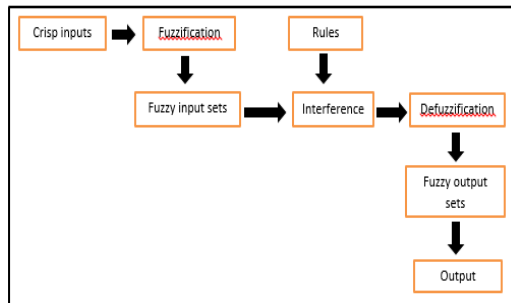 Crisp inputs
Fuzzification
Rules
Fuzzy input sets
Interference
Defuzzification
Fuzzy output
sets
Output